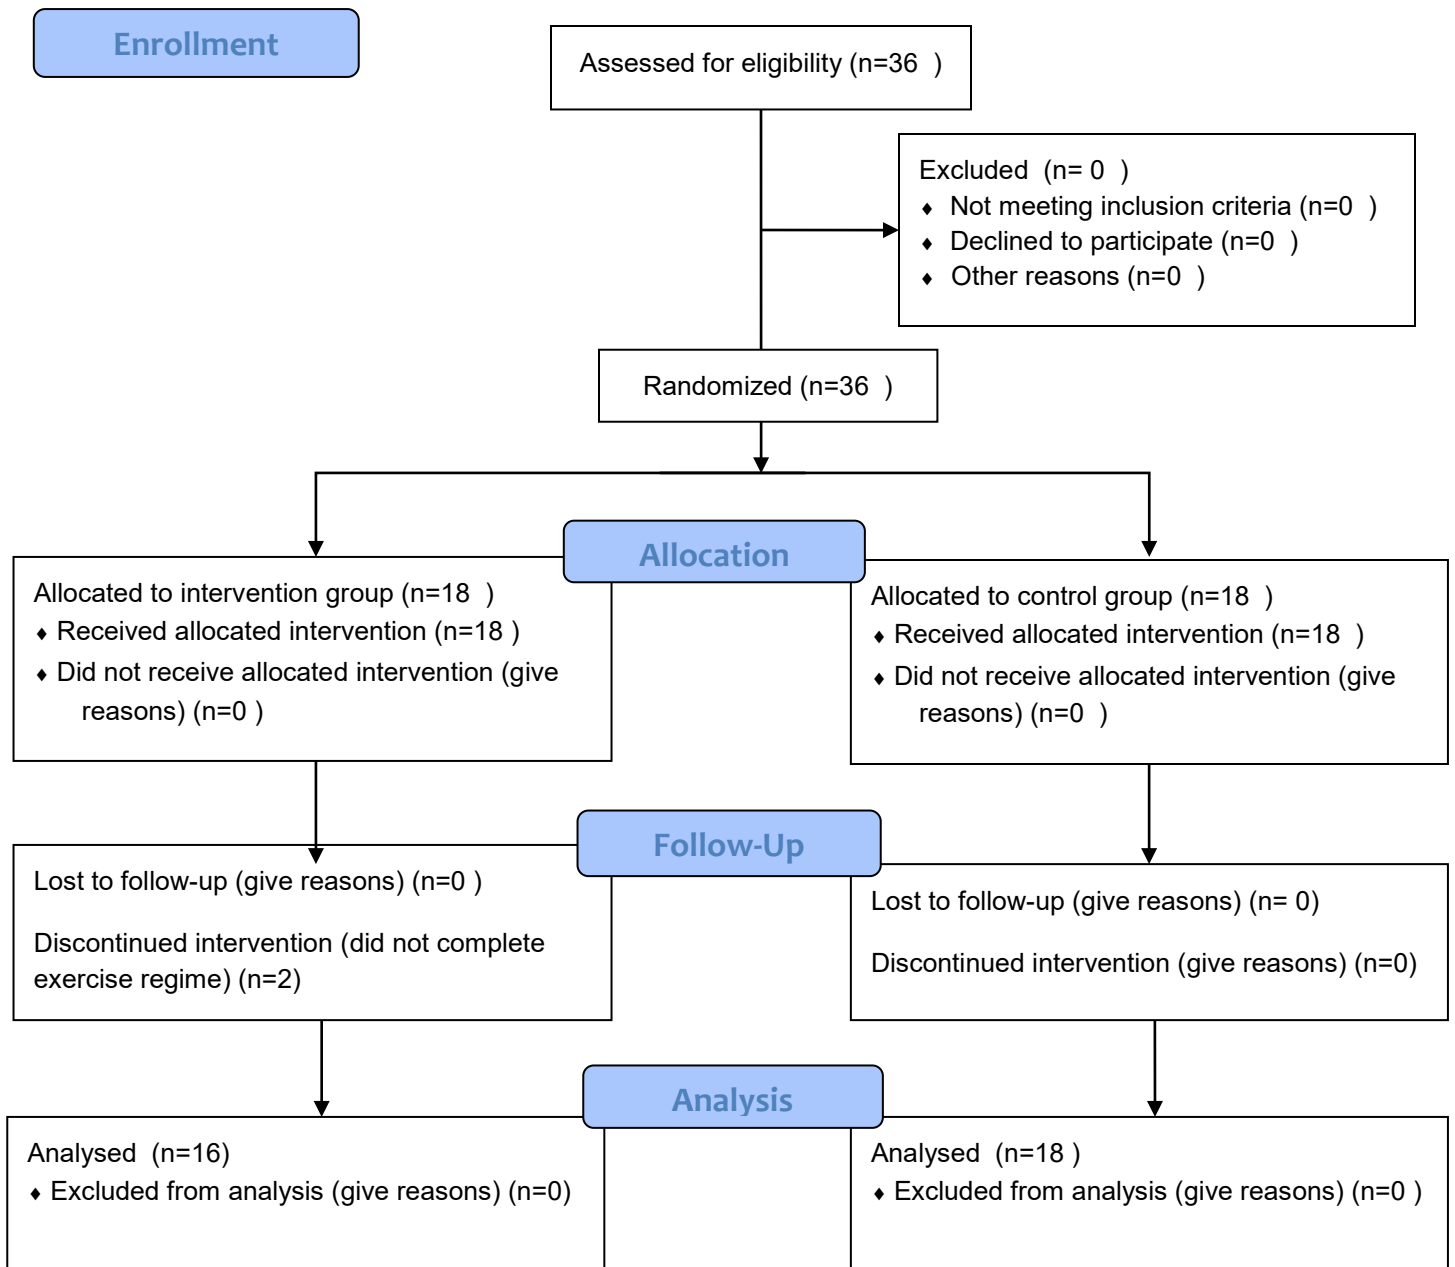 Enrollment
Assessed for eligibility (n=36  )
Excluded  (n= 0  )
♦ Not meeting inclusion criteria (n=0  )
♦ Declined to participate (n=0  )
♦ Other reasons (n=0  )
Randomized (n=36  )
Allocation
Allocated to intervention group (n=18  )
♦ Received allocated intervention (n=18 )
♦ Did not receive allocated intervention (give
reasons) (n=0 )
Allocated to control group (n=18  )
♦ Received allocated intervention (n=18  )
♦ Did not receive allocated intervention (give
reasons) (n=0  )
Follow-Up
Lost to follow-up (give reasons) (n=0 )
Discontinued intervention (did not complete
exercise regime) (n=2)
Lost to follow-up (give reasons) (n= 0)
Discontinued intervention (give reasons) (n=0)
Analysis
Analysed  (n=16)
♦ Excluded from analysis (give reasons) (n=0)
Analysed  (n=18 )
♦ Excluded from analysis (give reasons) (n=0 )